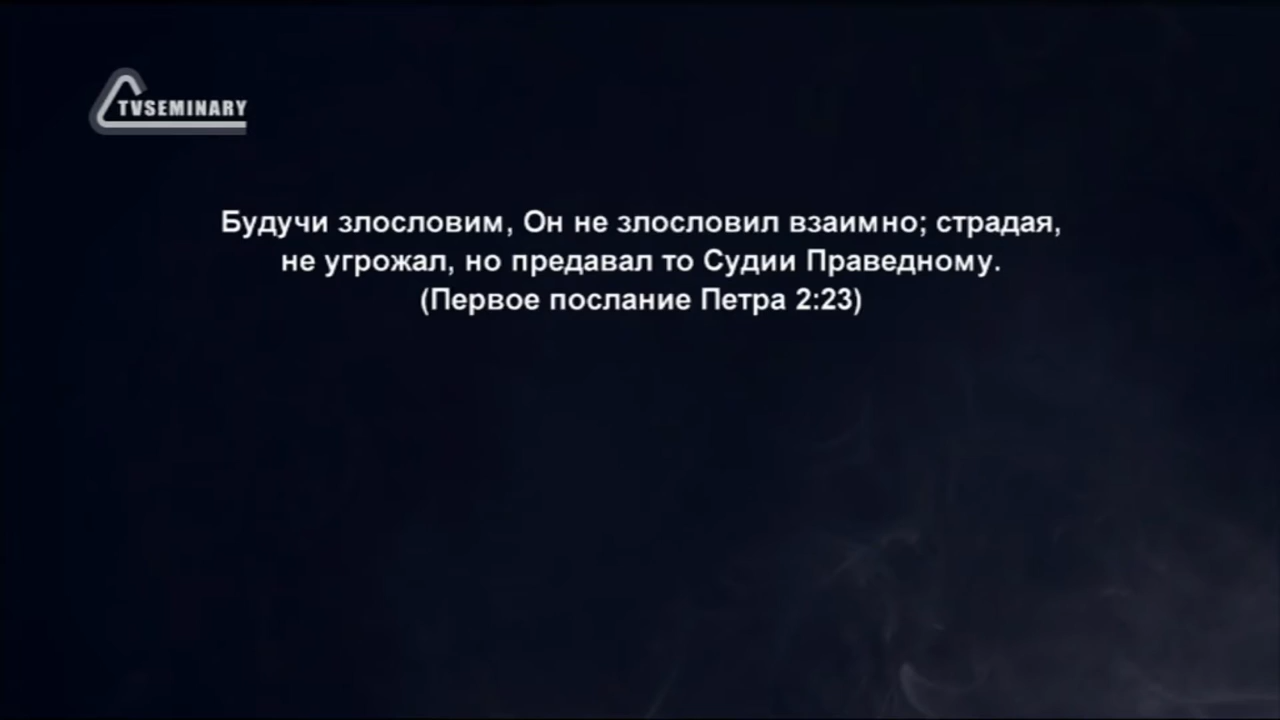 TVSEMINARY
Будучи злословим, Он не злословил взаимно; страдая,
не угрожал, но предавал то Судии Праведному.
(Первое послание Петра 2:23)